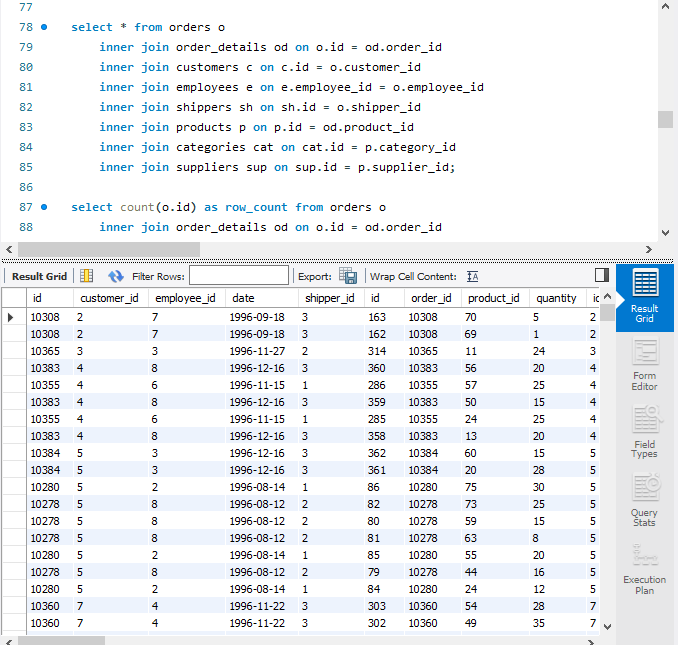 77
78 select * from orders o
79 inner join order_details od on o.id = od.order_id
80 inner join customers c on c.id = o.customer_id
81 inner join employees e on e.employee_id = o.employee_id
82 inner join shippers sh on sh.id = o.shipper_id
83 inner join products p on p.id = od.product_id
84 inner join categories cat on cat.id = p.category_id
85 inner join suppliers sup on sup.id = p.supplier_id;
86
87 select count(o.id) as row_count from orders o
88 inner join order_details od on o.id = od.order_id
Result Grid Filter Rows: Export: Wrap Cell Content: IA
id customer_id employee_id date shipper_id id order_id product_id quantity
10308 2 7 1996-09-18 3 163 10308 70 5 2
10308 2 7 1996-09-18 3 162 10308 69 1 2
10365 3 3 1996-11-27 2 314 10365 11 24 3
10383 4 8 1996-12-16 3 360 10383 56 20 4
10355 4 6 1996-11-15 1 286 10355 57 25 4
10383 4 8 1996-12-16 3 359 10383 50 15 4
10355 4 6 1996-11-15 1 285 10355 24 25 4
10383 4 8 1996-12-16 3 358 10383 13 20 4
10384 5 3 1996-12-16 3 362 10384 60 15 5
10384 5 3 1996-12-16 3 361 10384 20 28 5
10280 5 2 1996-08-14 1 86 10280 75 30 5
10278 5 8 1996-08-12 2 82 10278 73 25 5
10278 5 8 1996-08-12 2 80 10278 59 15 5
10278 5 8 1996-08-12 2 81 10278 63 8 5
10280 5 2 1996-08-14 1 85 10280 55 20 5
10278 5 8 1996-08-12 2 79 10278 44 16 5
10280 5 2 1996-08-14 1 84 10280 24 12 5
10360 7 4 1996-11-22 3 303 10360 54 28 7
10360 7 4 1996-11-22 3 302 10360 49 35 7
Result
Grid
Form
Editor
Field
Types
Query
Stats
Execution
Plan